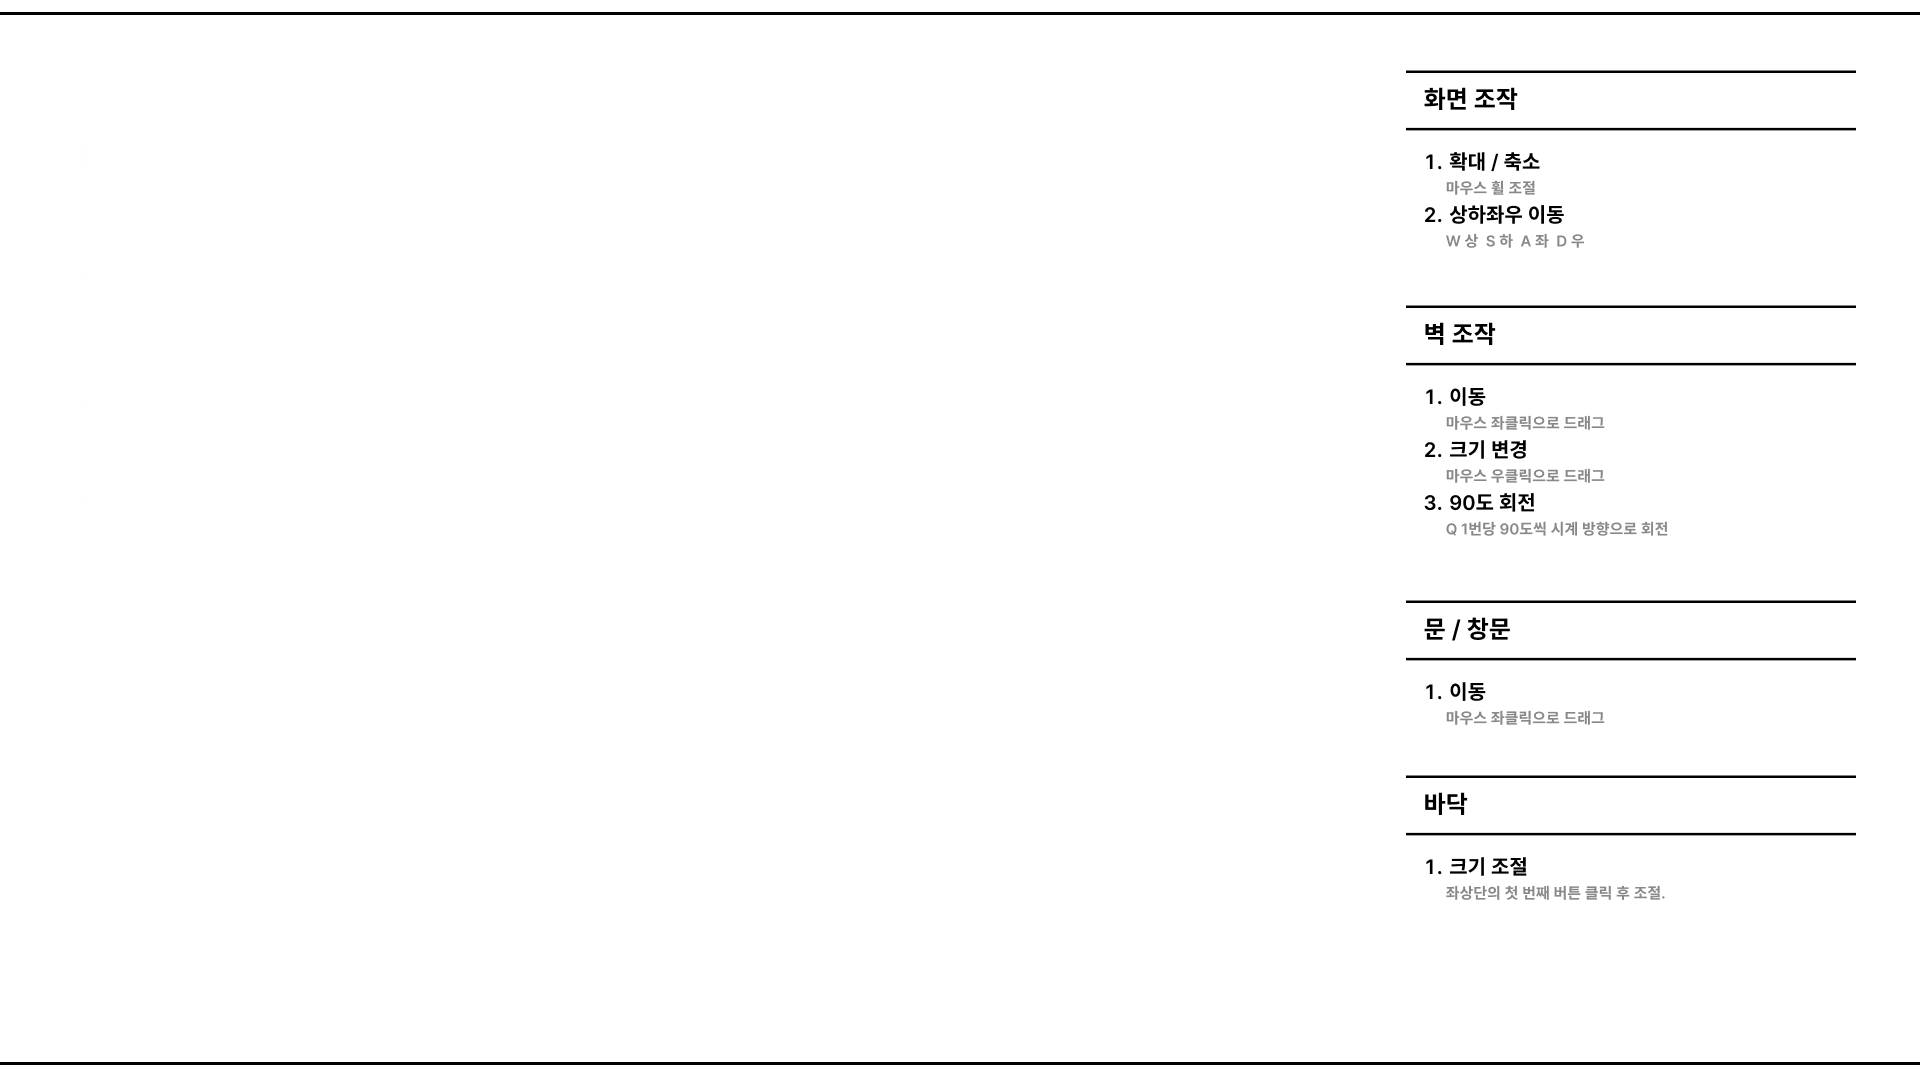 화면 조작
1. 확대 / 축소
마우스 휠 조절
2. 상하좌우 이동
W 상 S 하 A 좌 D 우
벽 조작
1. 이동
마우스 좌클릭으로 드래그
2. 크기 변경
마우스 우클릭으로 드래그
3. 90도 회전
Q 1번당 90도씩 시계 방향으로 회전
문 / 창문
1. 이동
마우스 좌클릭으로 드래그
바닥
1. 크기 조절
좌상단의 첫 번째 버튼 클릭 후 조절.